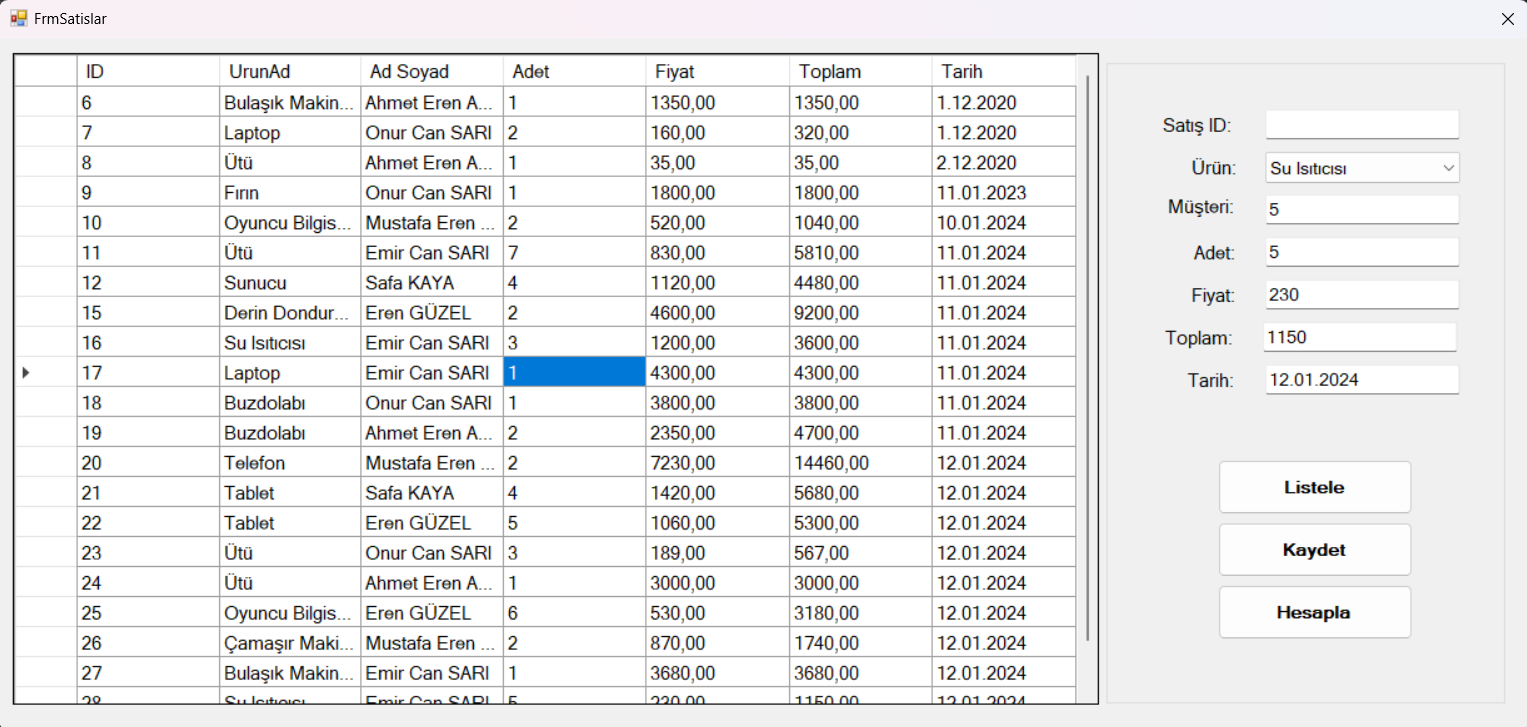 FrmSatislar
ID UrunAd Ad Soyad Adet Fiyat Toplam Tarih
6 Bulaşık Makin... Ahmet Eren A... 1 1350,00 1350,00 1.12.2020
7 Laptop Onur Can SARI 2 160,00 320,00 1.12.2020
8 Ütü Ahmet Eren A... 1 35,00 35,00 2.12.2020
9 Fırın Onur Can SARI 1 1800,00 1800,00 11.01.2023
10 Oyuncu Bilgis... Mustafa Eren ... 2 520,00 1040,00 10.01.2024
11 Ütü Emir Can SARI 7 830,00 5810,00 11.01.2024
12 Sunucu Safa KAYA 4 1120,00 4480,00 11.01.2024
15 Derin Dondur... Eren GÜZEL 2 4600,00 9200,00 11.01.2024
16 Su Isıtıcısı Emir Can SARI 3 1200,00 3600,00 11.01.2024
17 Laptop Emir Can SARI 1 4300,00 4300,00 11.01.2024
18 Buzdolabı Onur Can SARI 1 3800,00 3800,00 11.01.2024
19 Buzdolabı Ahmet Eren A... 2 2350,00 4700,00 11.01.2024
20 Telefon Mustafa Eren ... 2 7230,00 14460,00 12.01.2024
21 Tablet Safa KAYA 4 1420,00 5680,00 12.01.2024
22 Tablet Eren GÜZEL 5 1060,00 5300,00 12.01.2024
23 Ütü Onur Can SARI 3 189,00 567,00 12.01.2024
24 Ütü Ahmet Eren A... 1 3000,00 3000,00 12.01.2024
25 Oyuncu Bilgis... Eren GÜZEL 6 530,00 3180,00 12.01.2024
26 Çamaşır Maki... Mustafa Eren ... 2 870,00 1740,00 12.01.2024
27 Bulaşık Makin... Emir Can SARI 1 3680,00 3680,00 12.01.2024
28 Su Isıtıcısı Emir Can SARI 5 230,00 1150,00 12.01.2024
Satış ID:
Ürün: Su Isıtıcısı
Müşteri: 5
Adet: 5
Fiyat: 230
Toplam: 1150
Tarih: 12.01.2024
Listele
Kaydet
Hesapla